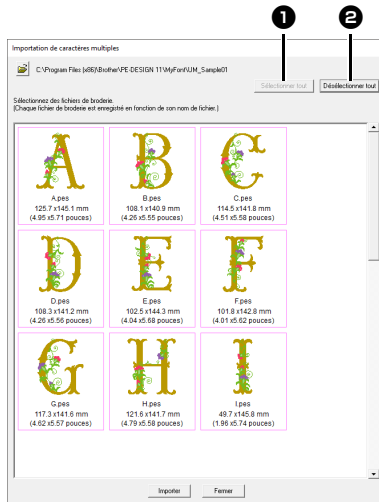 1 2
Importation de caractères multiples
C:\Program Files (x86)\Brother\PE-DESIGN 11\MyFont\UM_Sample01
Sélectionner tout Désélectionner tout
Sélectionnez des fichiers de broderie.
(Chaque fichier de broderie est enregistré en fonction de son nom de fichier.)
A B C
A.pes B.pes C.pes
125.7 x145.1 mm 108.1 x140.9 mm 114.5 x141.8 mm
(4.95 x5.71 pouces) (4.26 x5.55 pouces) (4.51 x5.58 pouces)
D E F
D.pes E.pes F.pes
108.3 x141.2 mm 102.5 x144.3 mm 101.8 x142.8 mm
(4.26 x5.56 pouces) (4.04 x5.68 pouces) (4.01 x5.62 pouces)
G H I
G.pes H.pes I.pes
117.3 x141.6 mm 121.6 x141.7 mm 49.7 x145.8 mm
(4.62 x5.57 pouces) (4.79 x5.58 pouces) (1.96 x5.74 pouces)
Importer Fermer